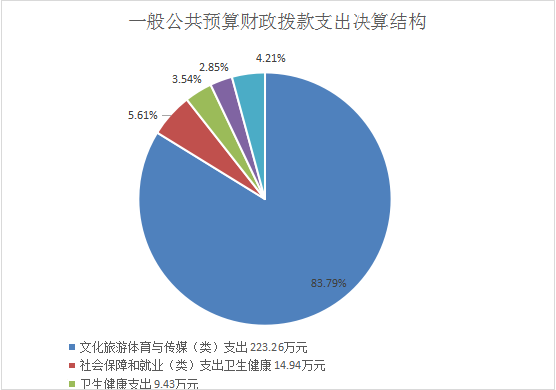 一般公共预算财政拨款支出决算结构
4.21%
2.85%
3.54%
5.61%
83.79%
文化旅游体育与传媒（类）支出 223.26万元
社会保障和就业（类）支出卫生健康 14.94万元
卫生健康支出 9.43万元